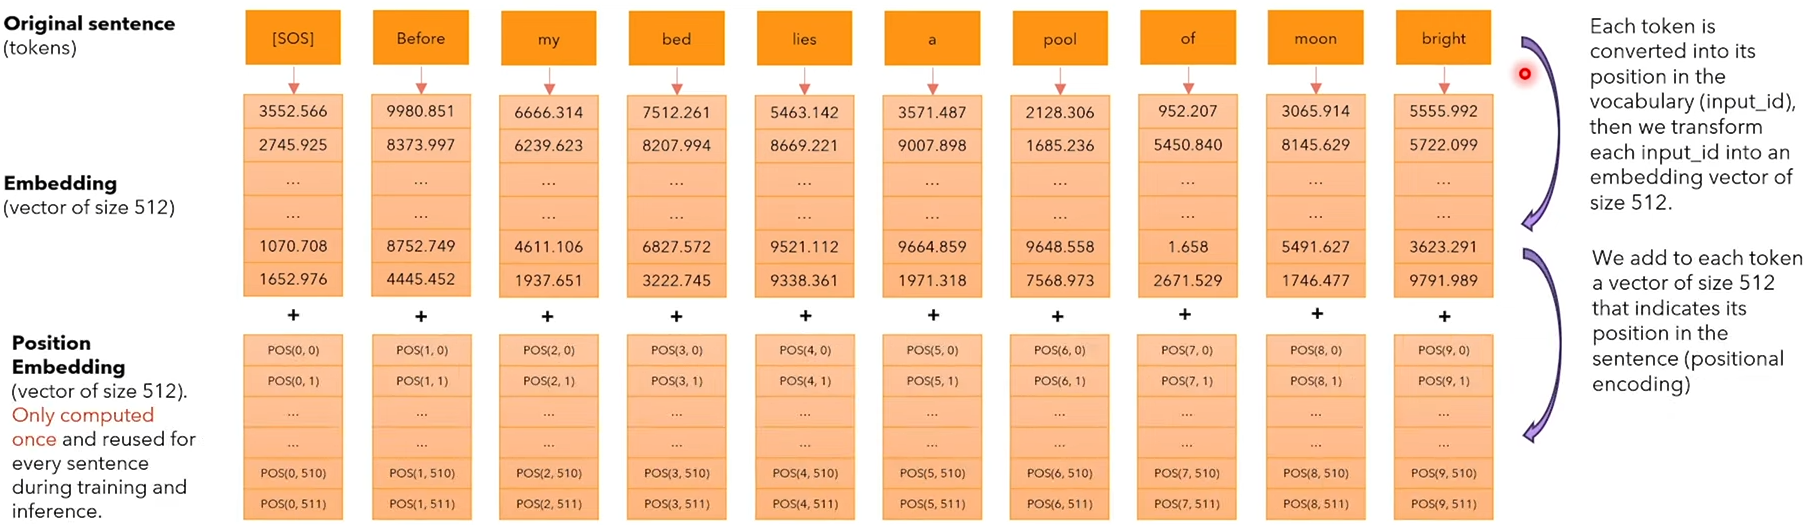 Original sentence
(tokens)
[SOS] Before my bed lies a pool of moon bright
3552.566 9980.851 6666.314 7512.261 5463.142 3571.487 2128.306 952.207 3065.914 5555.992
2745.925 8373.997 6239.623 8207.994 8669.221 9007.898 1685.236 5450.840 8145.629 5722.099
... ... ... ... ... ... ... ... ... ...
... ... ... ... ... ... ... ... ... ...
1070.708 8752.749 4611.106 6827.572 9521.112 9664.859 9648.558 1.658 5491.627 3623.291
1652.976 4445.452 1937.651 3222.745 9338.361 1971.318 7568.973 2671.529 1746.477 9791.989
Embedding
(vector of size 512)
+ + + + + + + + + +
Position
Embedding
(vector of size 512).
Only computed
once and reused for
every sentence
during training and
inference.
POS(0, 0) POS(1, 0) POS(2, 0) POS(3, 0) POS(4, 0) POS(5, 0) POS(6, 0) POS(7, 0) POS(8, 0) POS(9, 0)
POS(0, 1) POS(1, 1) POS(2, 1) POS(3, 1) POS(4, 1) POS(5, 1) POS(6, 1) POS(7, 1) POS(8, 1) POS(9, 1)
... ... ... ... ... ... ... ... ... ...
... ... ... ... ... ... ... ... ... ...
POS(0, 510) POS(1, 510) POS(2, 510) POS(3, 510) POS(4, 510) POS(5, 510) POS(6, 510) POS(7, 510) POS(8, 510) POS(9, 510)
POS(0, 511) POS(1, 511) POS(2, 511) POS(3, 511) POS(4, 511) POS(5, 511) POS(6, 511) POS(7, 511) POS(8, 511) POS(9, 511)
Each token is
converted into its
position in the
vocabulary (input_id),
then we transform
each input_id into an
embedding vector of
size 512.
We add to each token
a vector of size 512
that indicates its
position in the
sentence (positional
encoding)